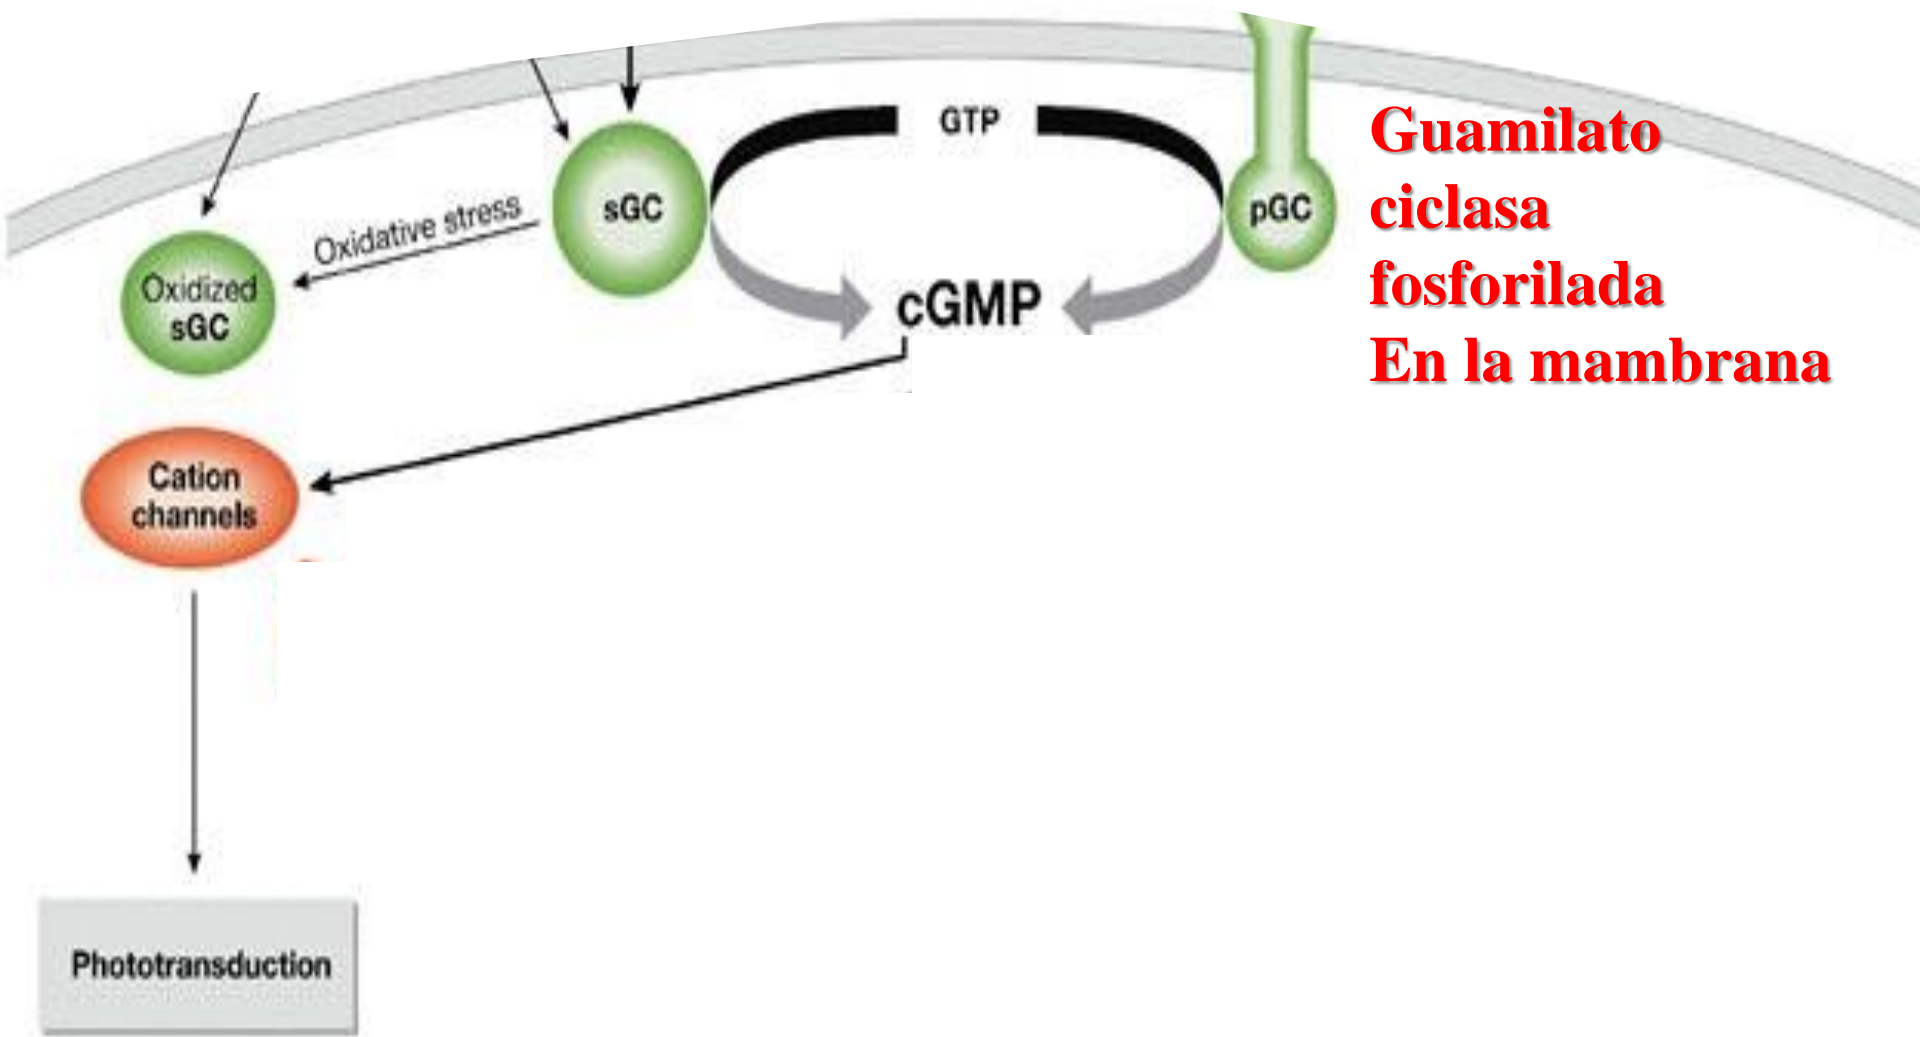 GTP
Guamilato
ciclasa
fosforilada
En la mambrana
sGC
pGC
Oxidative stress
Oxidized
sGC
cGMP
Cation
channels
Phototransduction